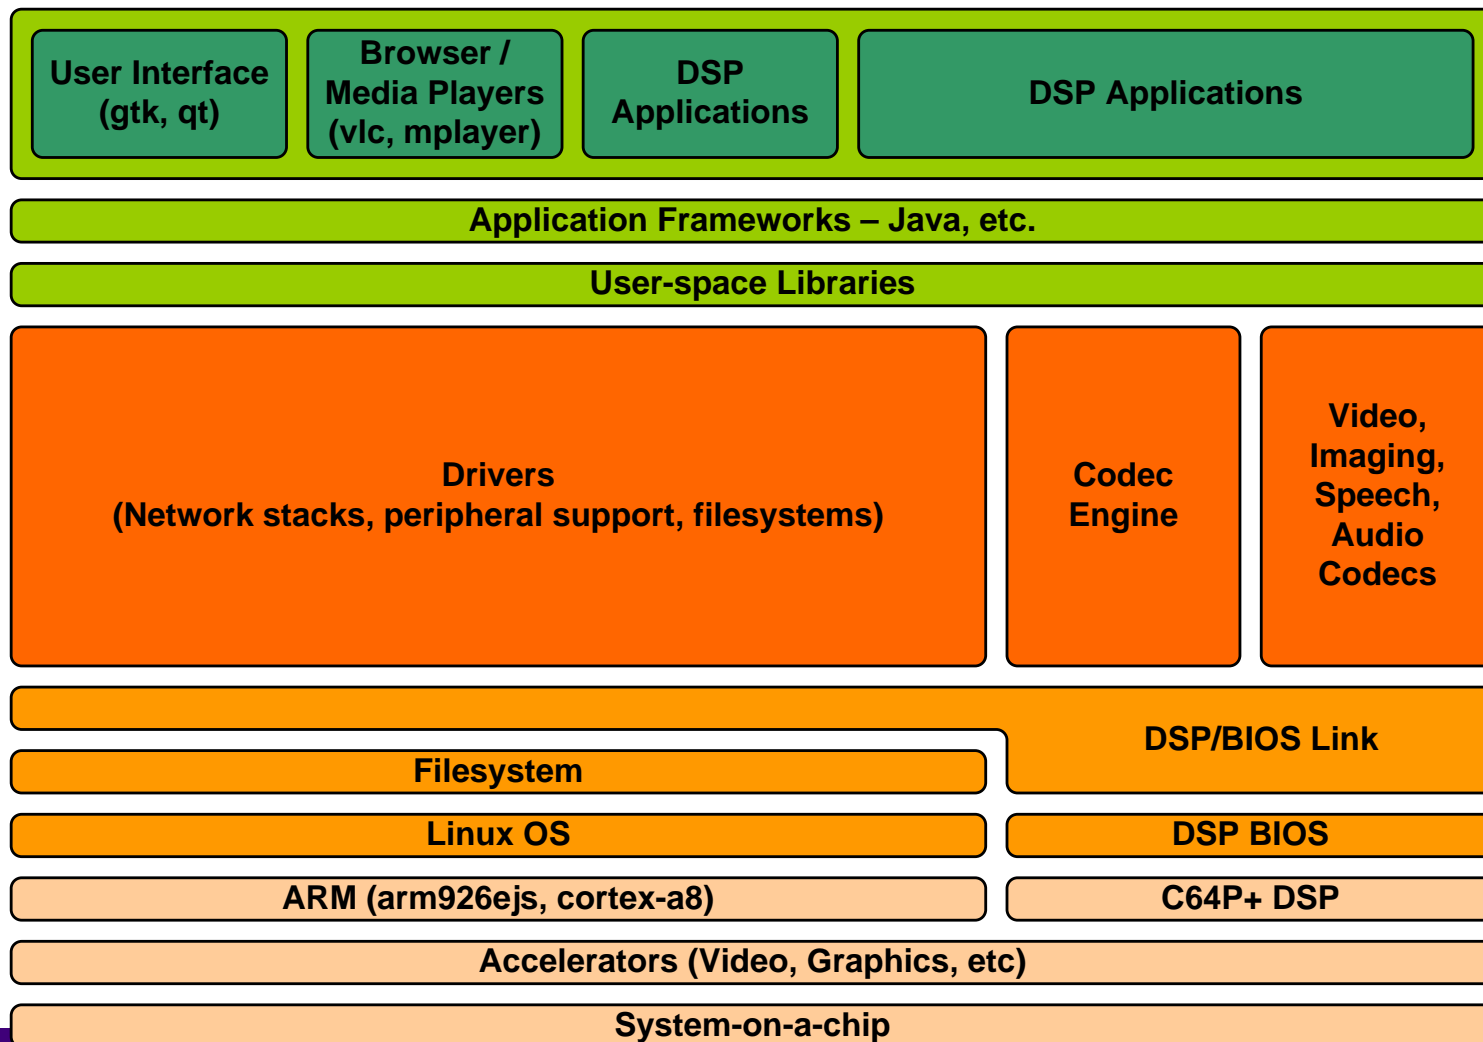 User Interface
(gtk, qt)
Browser /
Media Players
(vlc, mplayer)
DSP
Applications
DSP Applications
Application Frameworks – Java, etc.
User-space Libraries
Drivers
(Network stacks, peripheral support, filesystems)
Codec
Engine
Video,
Imaging,
Speech,
Audio
Codecs
DSP/BIOS Link
Filesystem
Linux OS
DSP BIOS
ARM (arm926ejs, cortex-a8)
C64P+ DSP
Accelerators (Video, Graphics, etc)
System-on-a-chip